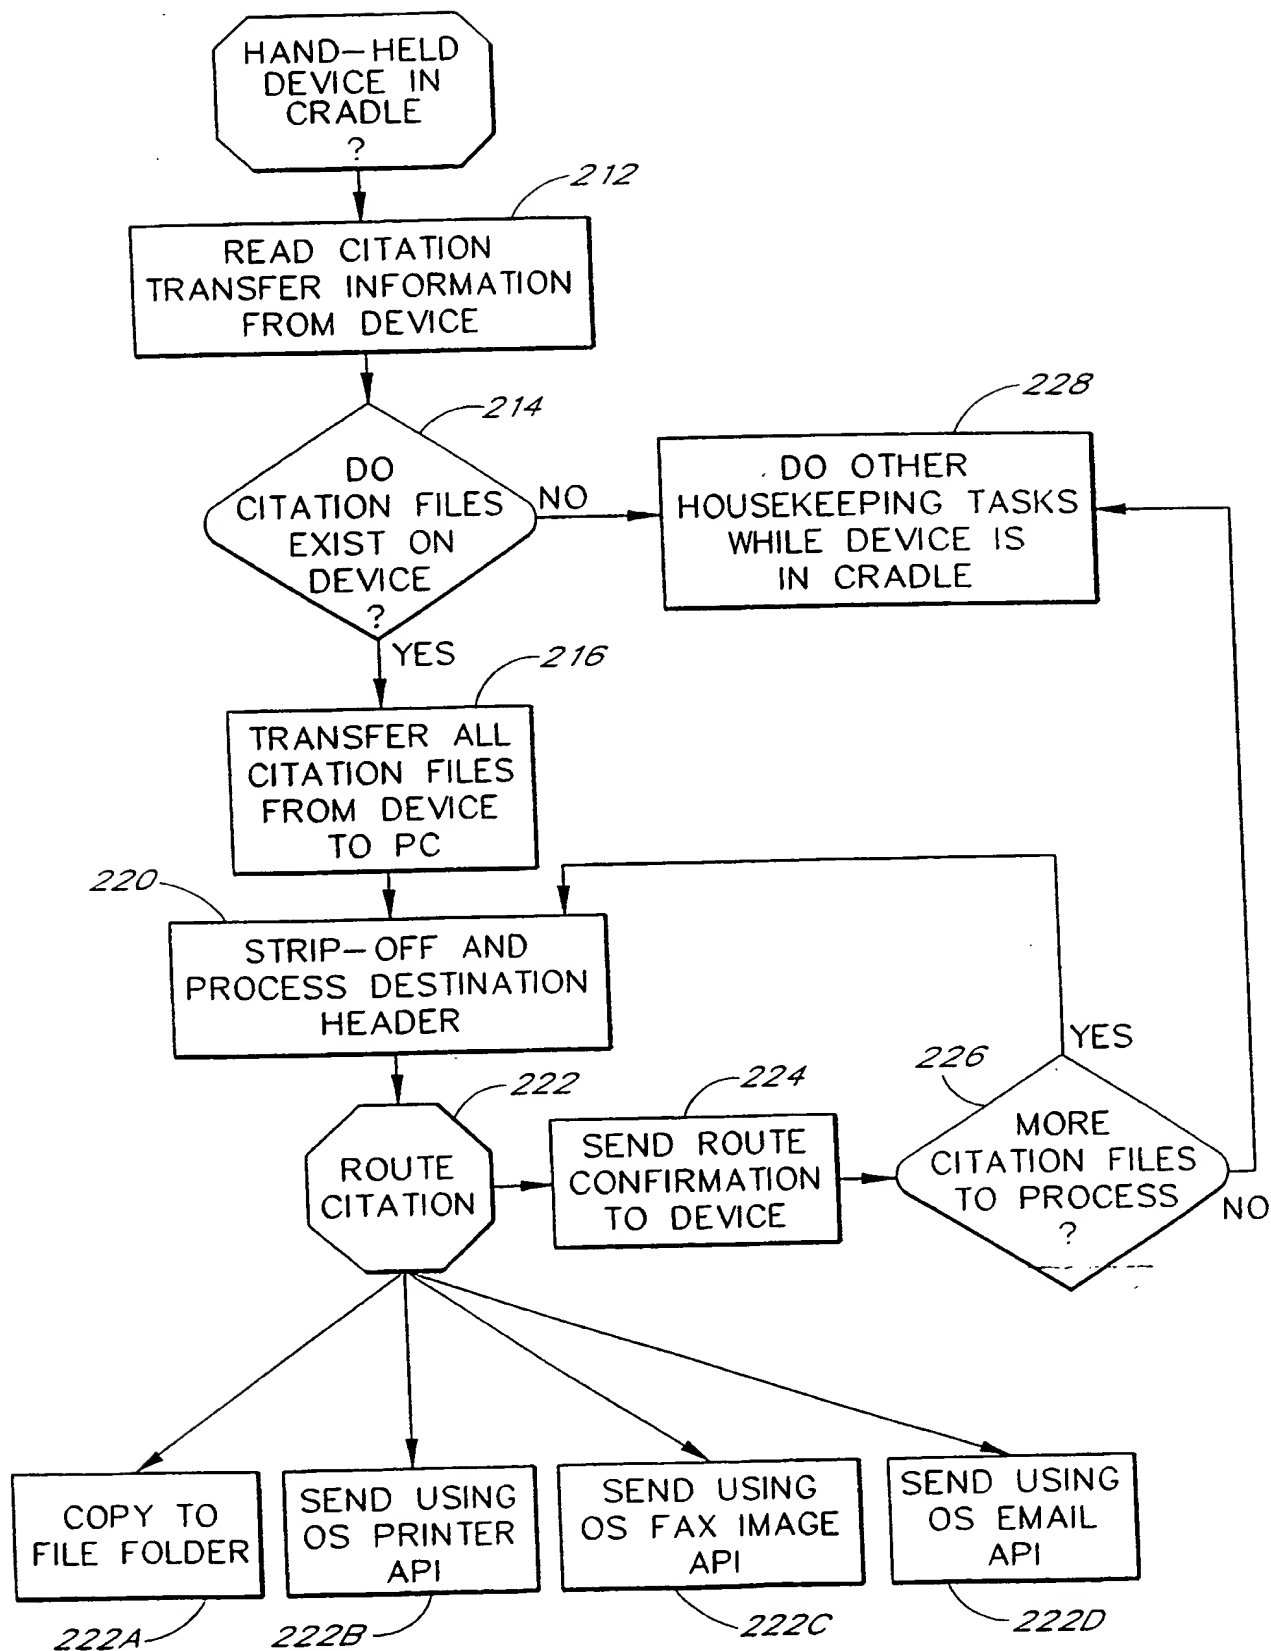 HAND-HELD
DEVICE IN
CRADLE
?
212
READ CITATION
TRANSFER INFORMATION
FROM DEVICE
214
DO
CITATION FILES
EXIST ON
DEVICE
?
NO
228
DO OTHER
HOUSEKEEPING TASKS
WHILE DEVICE IS
IN CRADLE
YES
216
TRANSFER ALL
CITATION FILES
FROM DEVICE
TO PC
220
STRIP-OFF AND
PROCESS DESTINATION
HEADER
222
ROUTE
CITATION
224
SEND ROUTE
CONFIRMATION
TO DEVICE
226
YES
MORE
CITATION FILES
TO PROCESS
?
NO
COPY TO
FILE FOLDER
222A
SEND USING
OS PRINTER
API
222B
SEND USING
OS FAX IMAGE
API
222C
SEND USING
OS EMAIL
API
222D